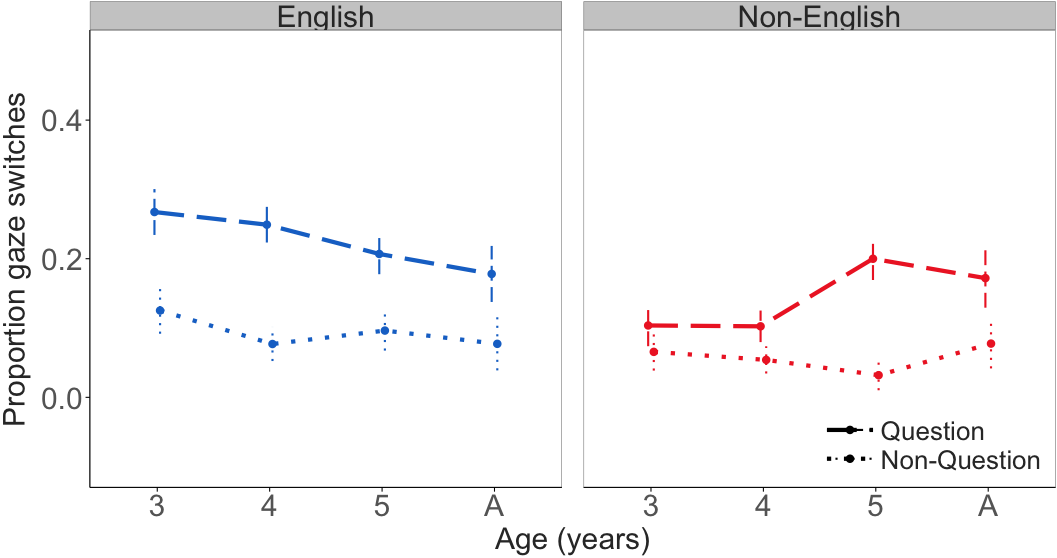 English
Non-English
Proportion gaze switches
0.4
0.2
0.0
Question
Non-Question
3 4 5 A
3 4 5 A
Age (years)